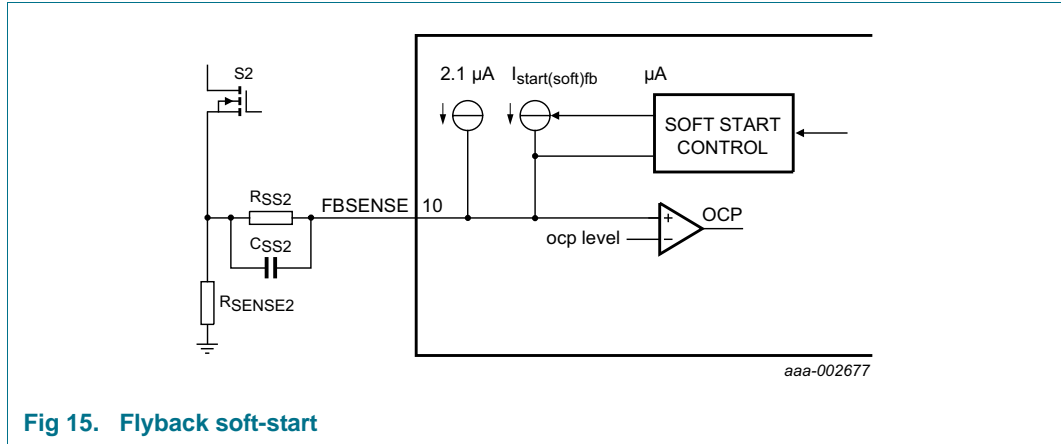 S2
2.1 µA
Istart(soft)fb
µA
SOFT START
CONTROL
RSS2
FBSENSE
10
CSS2
ocp level
+
−
OCP
RSENSE2
aaa-002677
Fig 15. Flyback soft-start